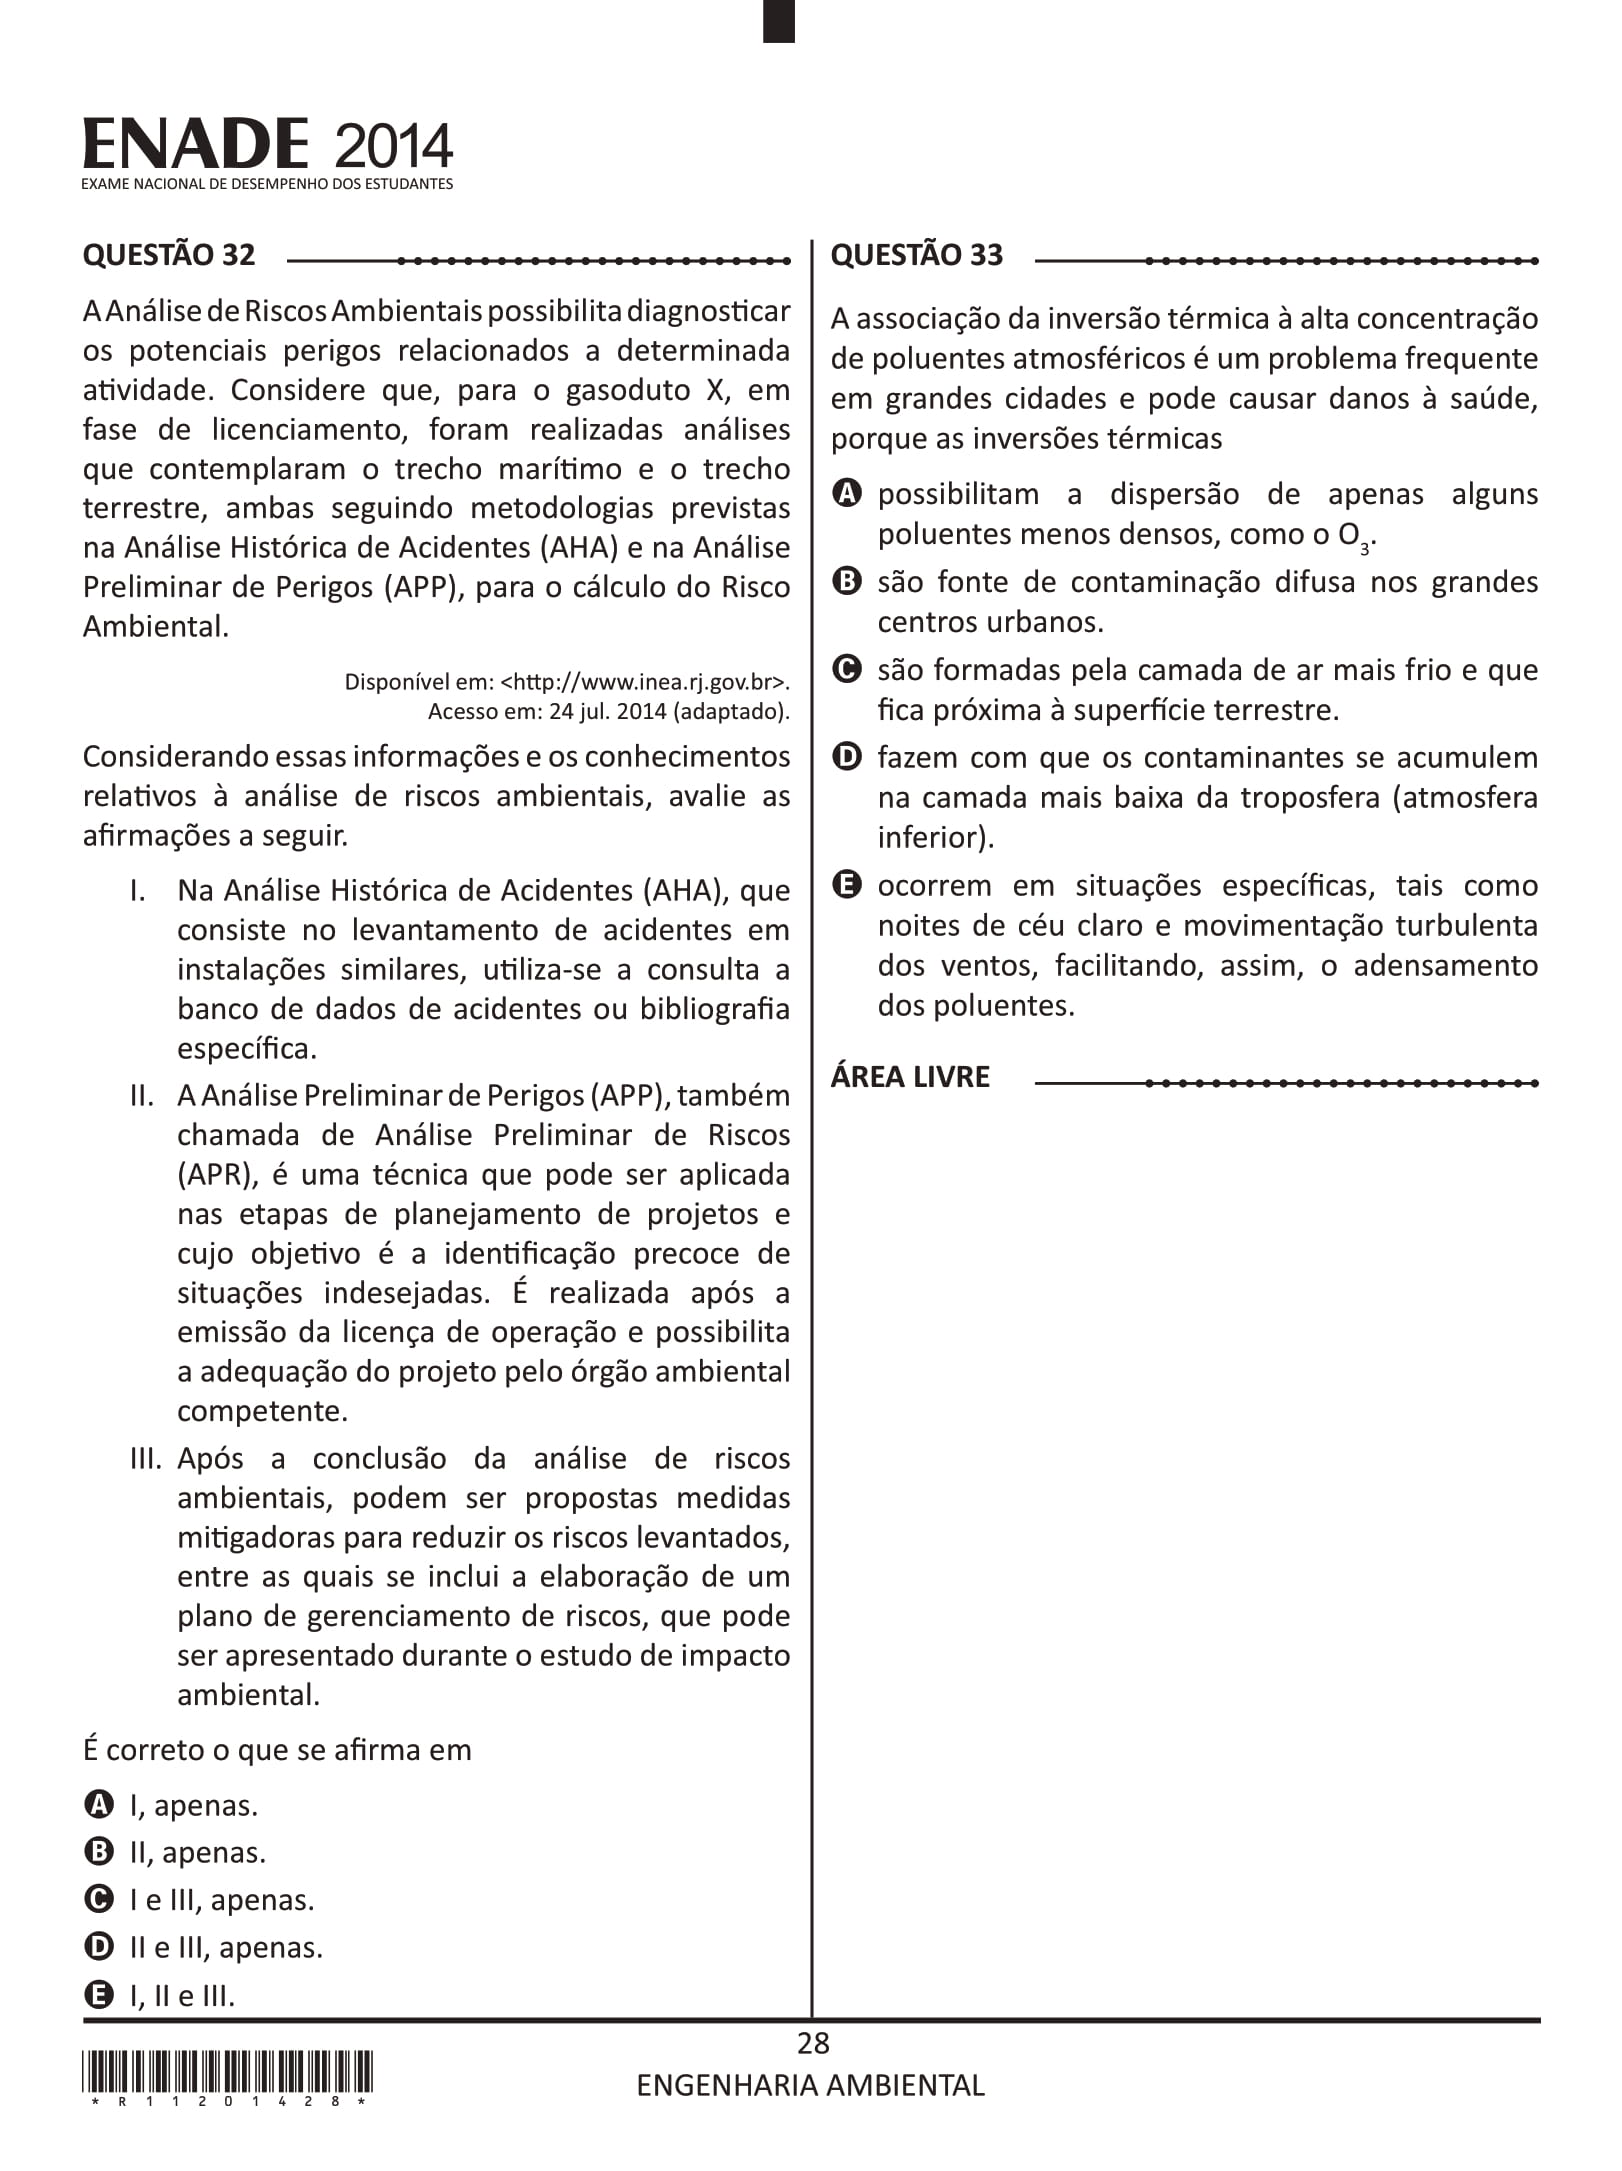 ENADE 2014
EXAME NACIONAL DE DESEMPENHO DOS ESTUDANTES
QUESTÃO 32
A Análise de Riscos Ambientais possibilita diagnosticar
os potenciais perigos relacionados a determinada
atividade. Considere que, para o gasoduto X, em
fase de licenciamento, foram realizadas análises
que contemplaram o trecho marítimo e o trecho
terrestre, ambas seguindo metodologias previstas
na Análise Histórica de Acidentes (AHA) e na Análise
Preliminar de Perigos (APP), para o cálculo do Risco
Ambiental.
Disponível em: <http://www.inea.rj.gov.br>.
Acesso em: 24 jul. 2014 (adaptado).
Considerando essas informações e os conhecimentos
relativos à análise de riscos ambientais, avalie as
afirmações a seguir.
I. Na Análise Histórica de Acidentes (AHA), que
consiste no levantamento de acidentes em
instalações similares, utiliza-se a consulta a
banco de dados de acidentes ou bibliografia
específica.
II. A Análise Preliminar de Perigos (APP), também
chamada de Análise Preliminar de Riscos
(APR), é uma técnica que pode ser aplicada
nas etapas de planejamento de projetos e
cujo objetivo é a identificação precoce de
situações indesejadas. É realizada após a
emissão da licença de operação e possibilita
a adequação do projeto pelo órgão ambiental
competente.
III. Após a conclusão da análise de riscos
ambientais, podem ser propostas medidas
mitigadoras para reduzir os riscos levantados,
entre as quais se inclui a elaboração de um
plano de gerenciamento de riscos, que pode
ser apresentado durante o estudo de impacto
ambiental.
É correto o que se afirma em
A I, apenas.
B II, apenas.
C I e III, apenas.
D II e III, apenas.
E I, II e III.
QUESTÃO 33
A associação da inversão térmica à alta concentração
de poluentes atmosféricos é um problema frequente
em grandes cidades e pode causar danos à saúde,
porque as inversões térmicas
A possibilitam a dispersão de apenas alguns
poluentes menos densos, como o O3.
B são fonte de contaminação difusa nos grandes
centros urbanos.
C são formadas pela camada de ar mais frio e que
fica próxima à superfície terrestre.
D fazem com que os contaminantes se acumulem
na camada mais baixa da troposfera (atmosfera
inferior).
E ocorrem em situações específicas, tais como
noites de céu claro e movimentação turbulenta
dos ventos, facilitando, assim, o adensamento
dos poluentes.
ÁREA LIVRE
28
ENGENHARIA AMBIENTAL
* R 1 1 2 0 1 4 2 8 *